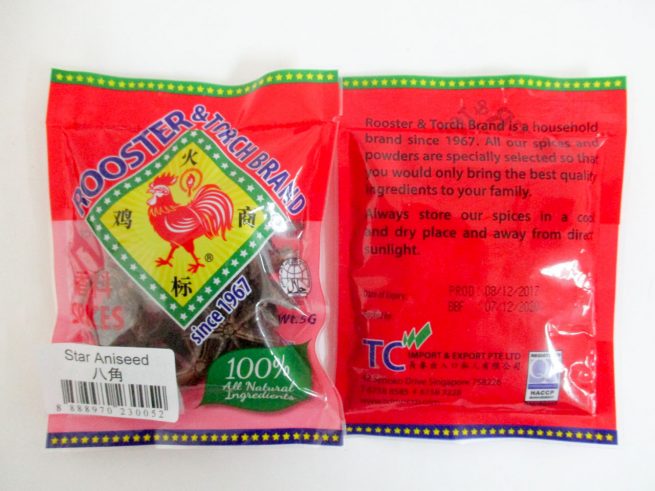 ROOSTER & TORCH BRAND
火
鸡 商
标
®
since 1967
SPICES
Wt.5G
100%
All Natural
Ingredients
Star Aniseed
八角
8 888970 230052
Rooster & Torch Brand is a household
brand since 1967. All our spices and
powders are specially selected so that
you would only bring the best quality
ingredients to your family.
Always store our spices in a cool
and dry place and away from direct
sunlight.
PROD : 08/12/2017
BBF : 07/12/2020
TC IMPORT & EXPORT PTE LTD
Singapore 758226
HACCP